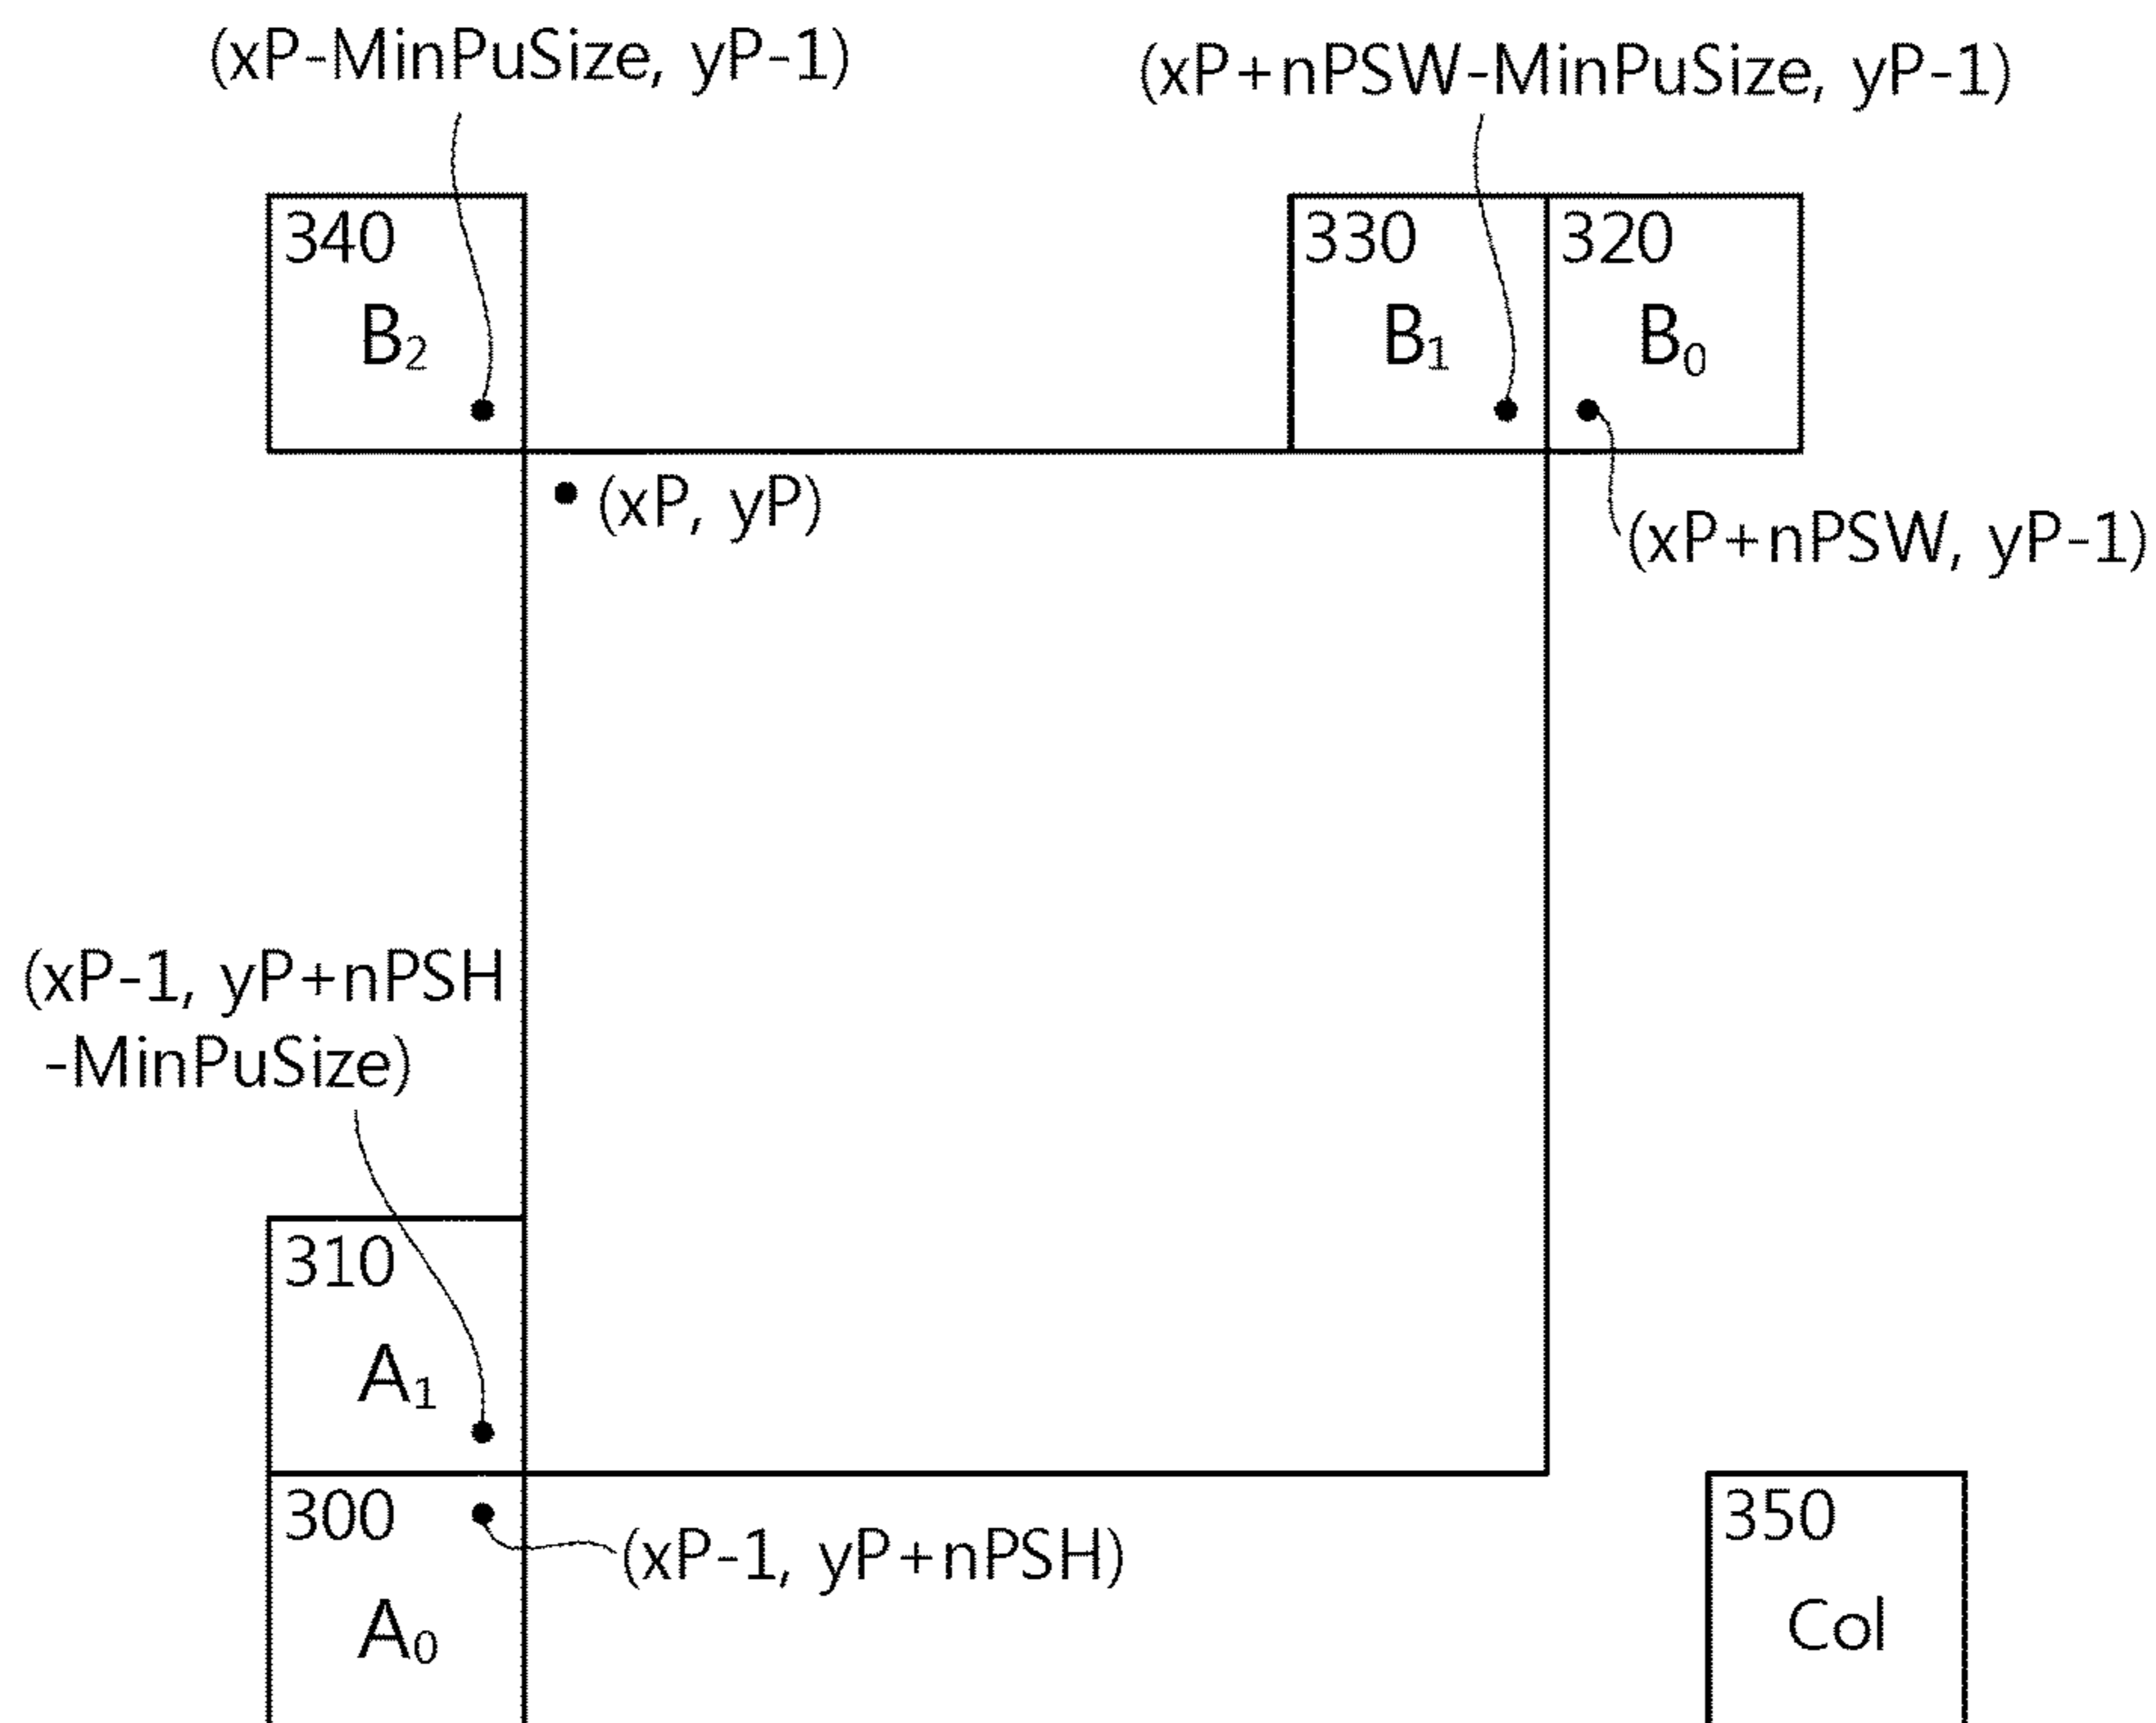 (xP-MinPuSize, yP-1)
(xP+nPSW-MinPuSize, yP-1)
340
B2
330
B1
320
B0
(xP, yP)
(xP+nPSW, yP-1)
(xP-1, yP+nPSH
-MinPuSize)
310
A1
300
A0
(xP-1, yP+nPSH)
350
Col